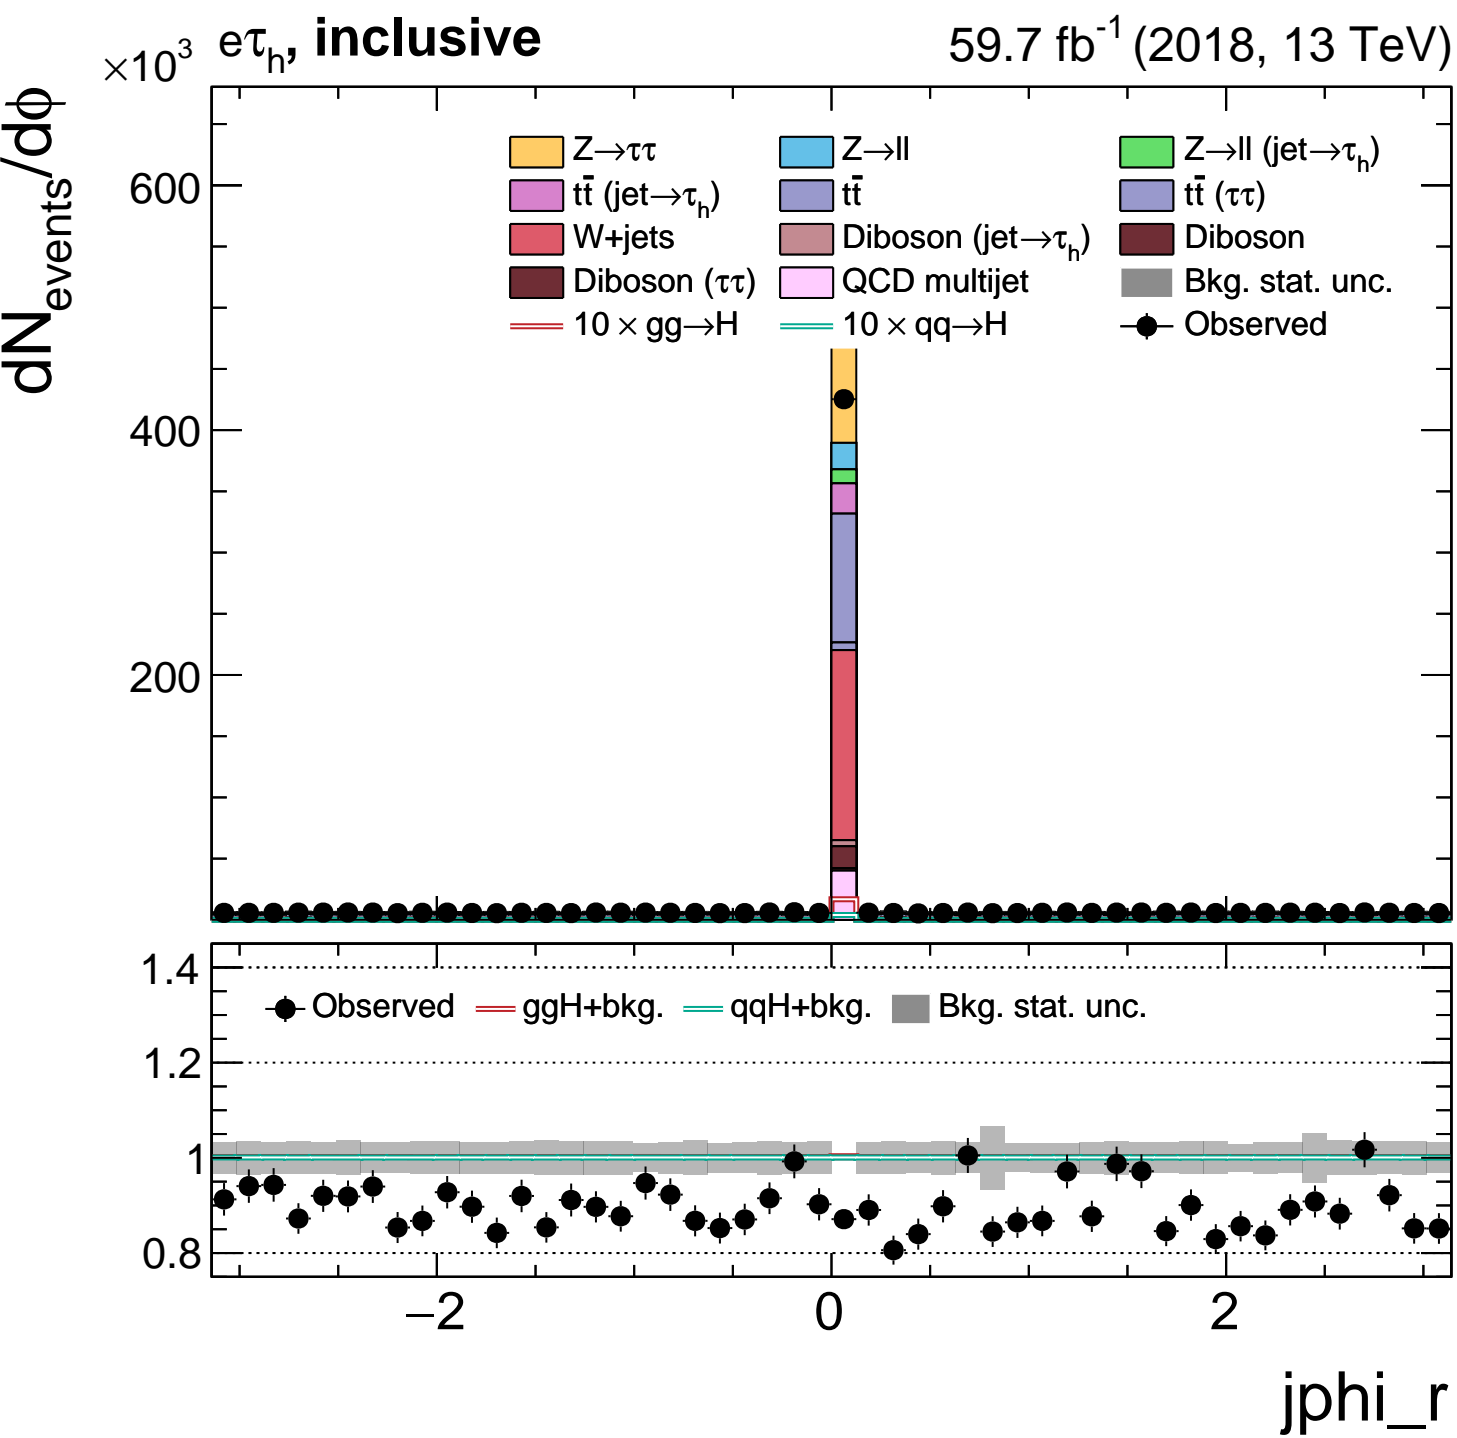 ×10³ eτₕ, inclusive 59.7 fb⁻¹ (2018, 13 TeV)
dN_events/dϕ
Z→ττ Z→ll Z→ll (jet→τₕ)
tt̄ (jet→τₕ) tt̄ tt̄ (ττ)
W+jets Diboson (jet→τₕ) Diboson
Diboson (ττ) QCD multijet Bkg. stat. unc.
10 × gg→H 10 × qq→H Observed
600
400
200
1.4
Observed ggH+bkg. qqH+bkg. Bkg. stat. unc.
1.2
1
0.8
−2 0 2
jphi_r